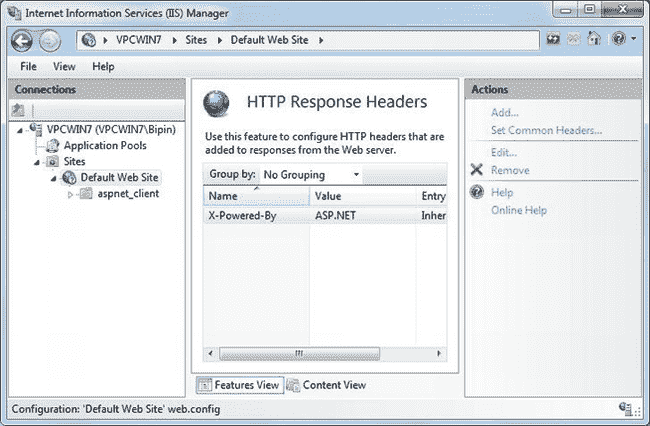 Internet Information Services (IIS) Manager
VPCWIN7 Sites Default Web Site
File View Help
Connections
VPCWIN7 (VPCWIN7\Bipin)
Application Pools
Sites
Default Web Site
aspnet_client
HTTP Response Headers
Use this feature to configure HTTP headers that are
added to responses from the Web server.
Group by: No Grouping
Name Value Entry
X-Powered-By ASP.NET Inher
Features View Content View
Actions
Add...
Set Common Headers...
Edit...
Remove
Help
Online Help
Configuration: 'Default Web Site' web.config